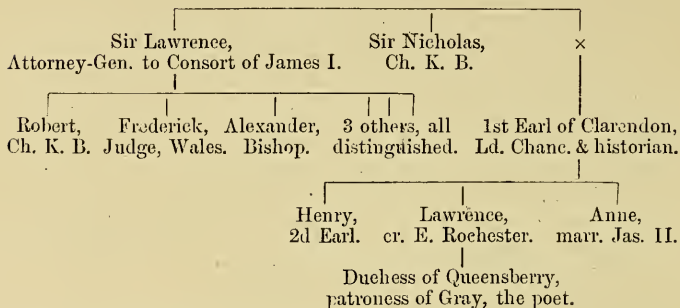 Sir Lawrence, Sir Nicholas, ×
Attorney-Gen. to Consort of James I. Ch. K. B.
Robert, Frederick, Alexander, 3 others, all 1st Earl of Clarendon,
Ch. K. B. Judge, Wales. Bishop. distinguished. Ld. Chanc. & historian.
Henry, Lawrence, Anne,
2d Earl. cr. E. Rochester. marr. Jas. II.
Duchess of Queensberry,
patroness of Gray, the poet.